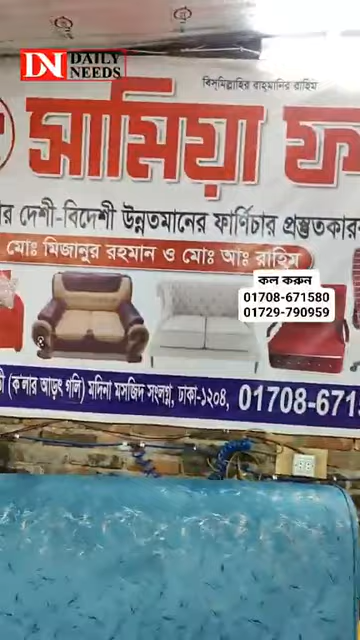 DN DAILY NEEDS
বিসমিল্লাহির রাহমানির রাহিম
সামিয়া ফ
র দেশী-বিদেশী উন্নতমানের ফার্ণিচার প্রস্তুতকার
মোঃ মিজানুর রহমান ও মোঃ আঃ রাহিম
কল করুন
01708-671580
01729-790959
(কলার আড়ৎ গলি) মদিনা মসজিদ সংলগ্ন, ঢাকা-১২০৪, 01708-671